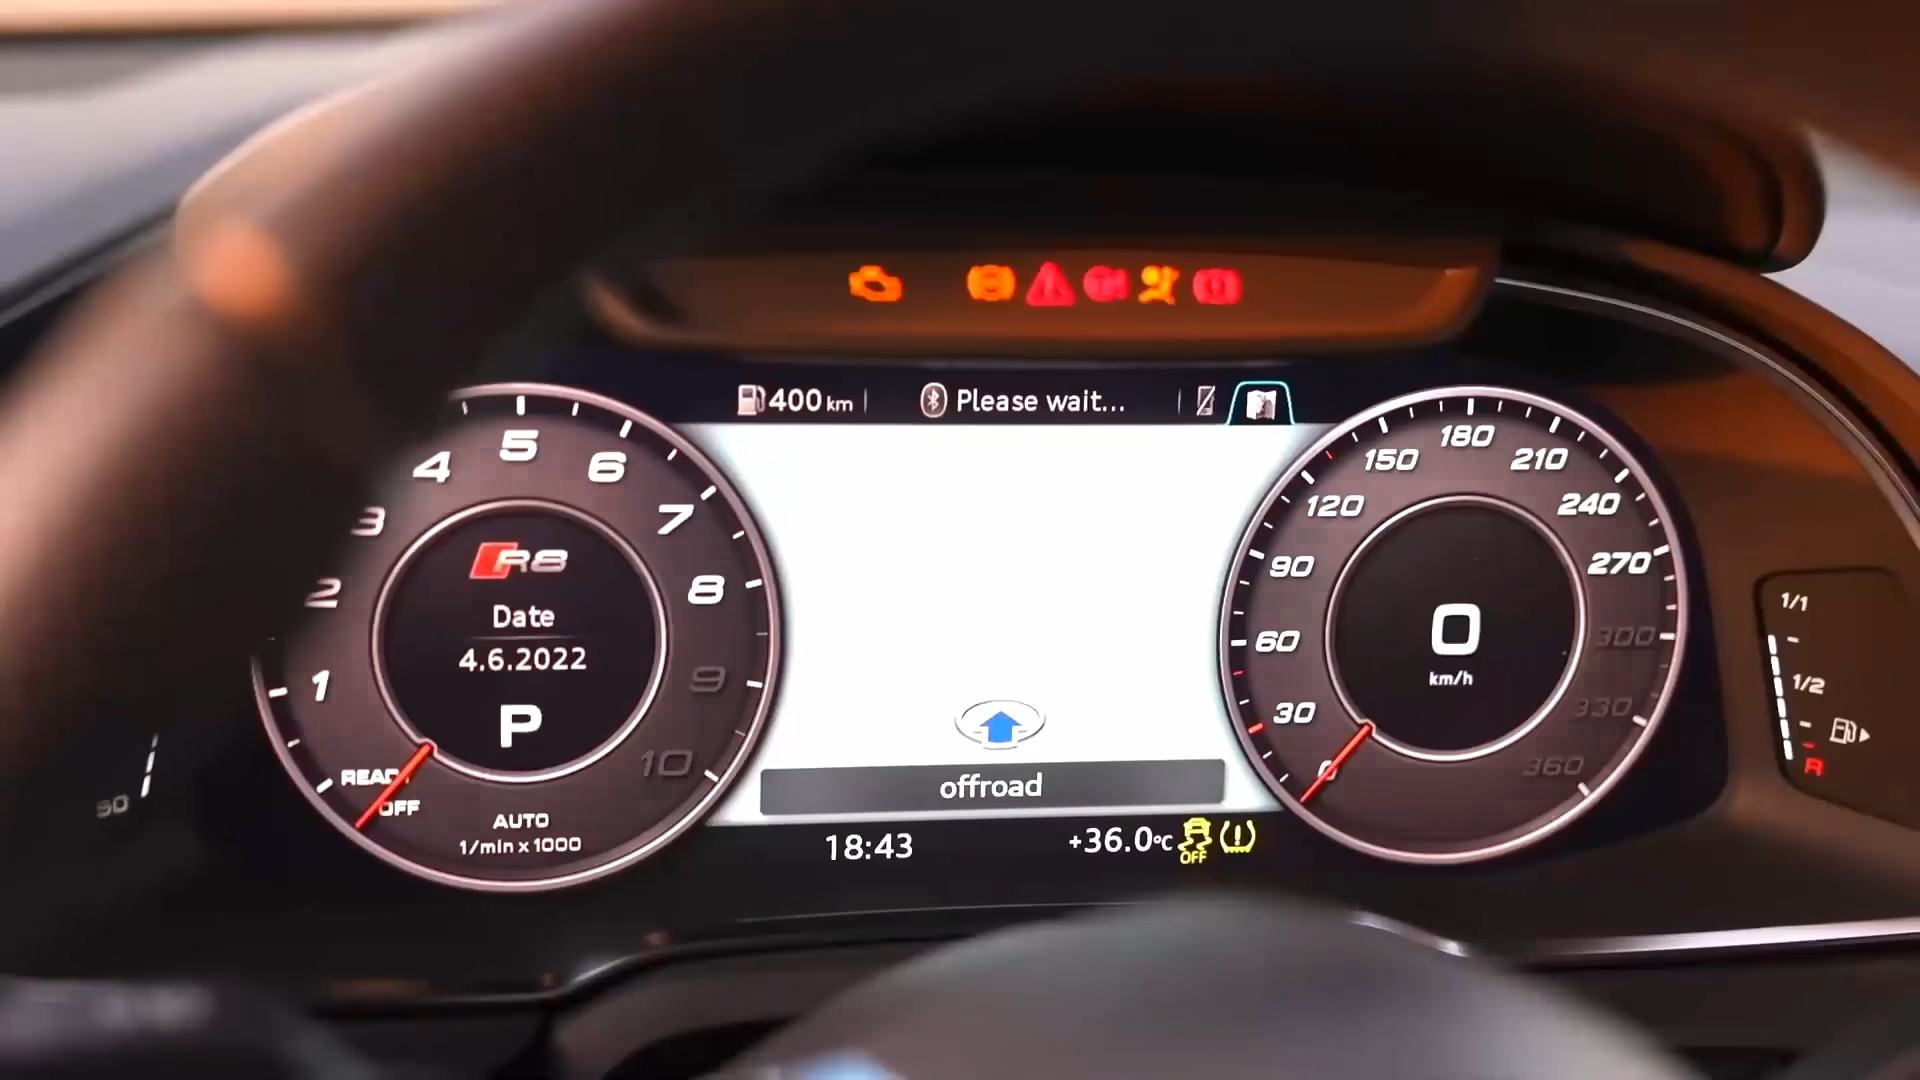 400 km
Please wait...
4
5
6
7
8
9
10
3
2
1
READY
OFF
R8
Date
4.6.2022
P
AUTO
1/min x 1000
offroad
18:43
+36.0°C
OFF
0
30
60
90
120
150
180
210
240
270
300
330
360
0
km/h
1/1
1/2
R
50